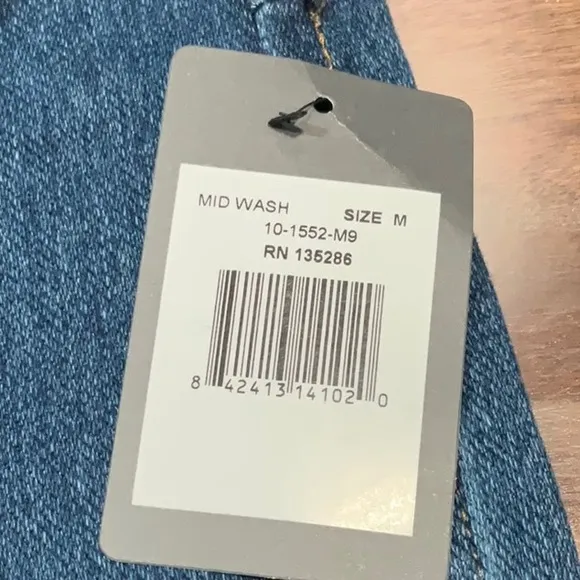 MID WASH SIZE M
10-1552-M9
RN 135286
8 42413 14102 0